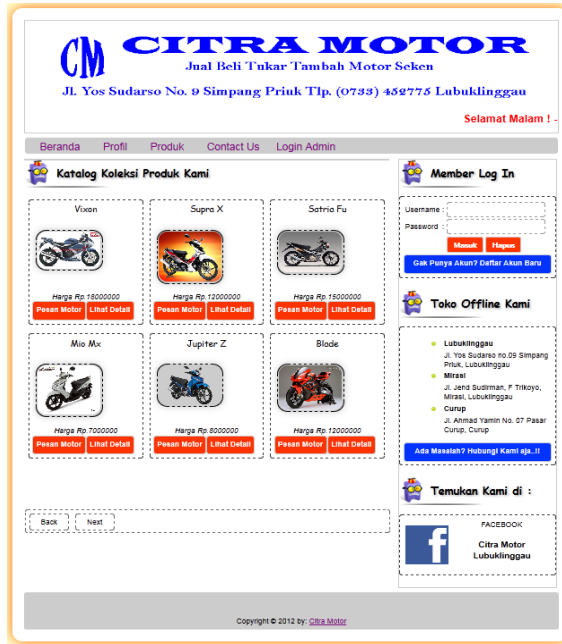 CM CITRA MOTOR
Jual Beli Tukar Tambah Motor Seken
Jl. Yos Sudarso No. 9 Simpang Priuk Tlp. (0733) 452775 Lubuklinggau
Selamat Malam ! -
Beranda Profil Produk Contact Us Login Admin
Katalog Koleksi Produk Kami
Vixon Supra X Satria Fu
Harga Rp.18000000 Harga Rp.12000000 Harga Rp.15000000
Pesan Motor Lihat Detail Pesan Motor Lihat Detail Pesan Motor Lihat Detail
Mio Mx Jupiter Z Blade
Harga Rp.7000000 Harga Rp.8000000 Harga Rp.12000000
Pesan Motor Lihat Detail Pesan Motor Lihat Detail Pesan Motor Lihat Detail
Back Next
Member Log In
Username :
Password :
Masuk Hapus
Gak Punya Akun? Daftar Akun Baru
Toko Offline Kami
Lubuklinggau
Jl. Yos Sudarso no.09 Simpang
Priuk, Lubuklinggau
Mirasi
Jl. Jend Sudirman, F Trikoyo,
Mirasi, Lubuklinggau
Curup
Jl. Ahmad Yamin No. 07 Pasar
Curup, Curup
Ada Masalah? Hubungi Kami aja..!!
Temukan Kami di :
f
FACEBOOK
Citra Motor
Lubuklinggau
Copyright © 2012 by: Citra Motor